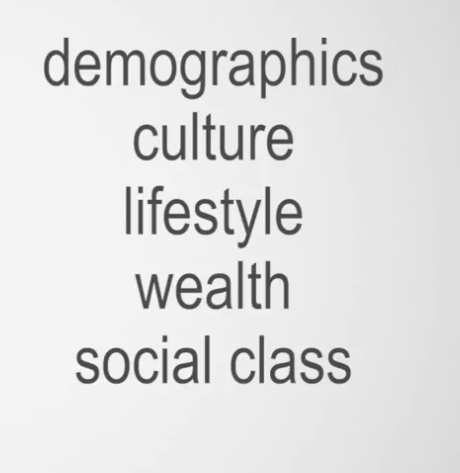 demographics
culture
lifestyle
wealth
social class